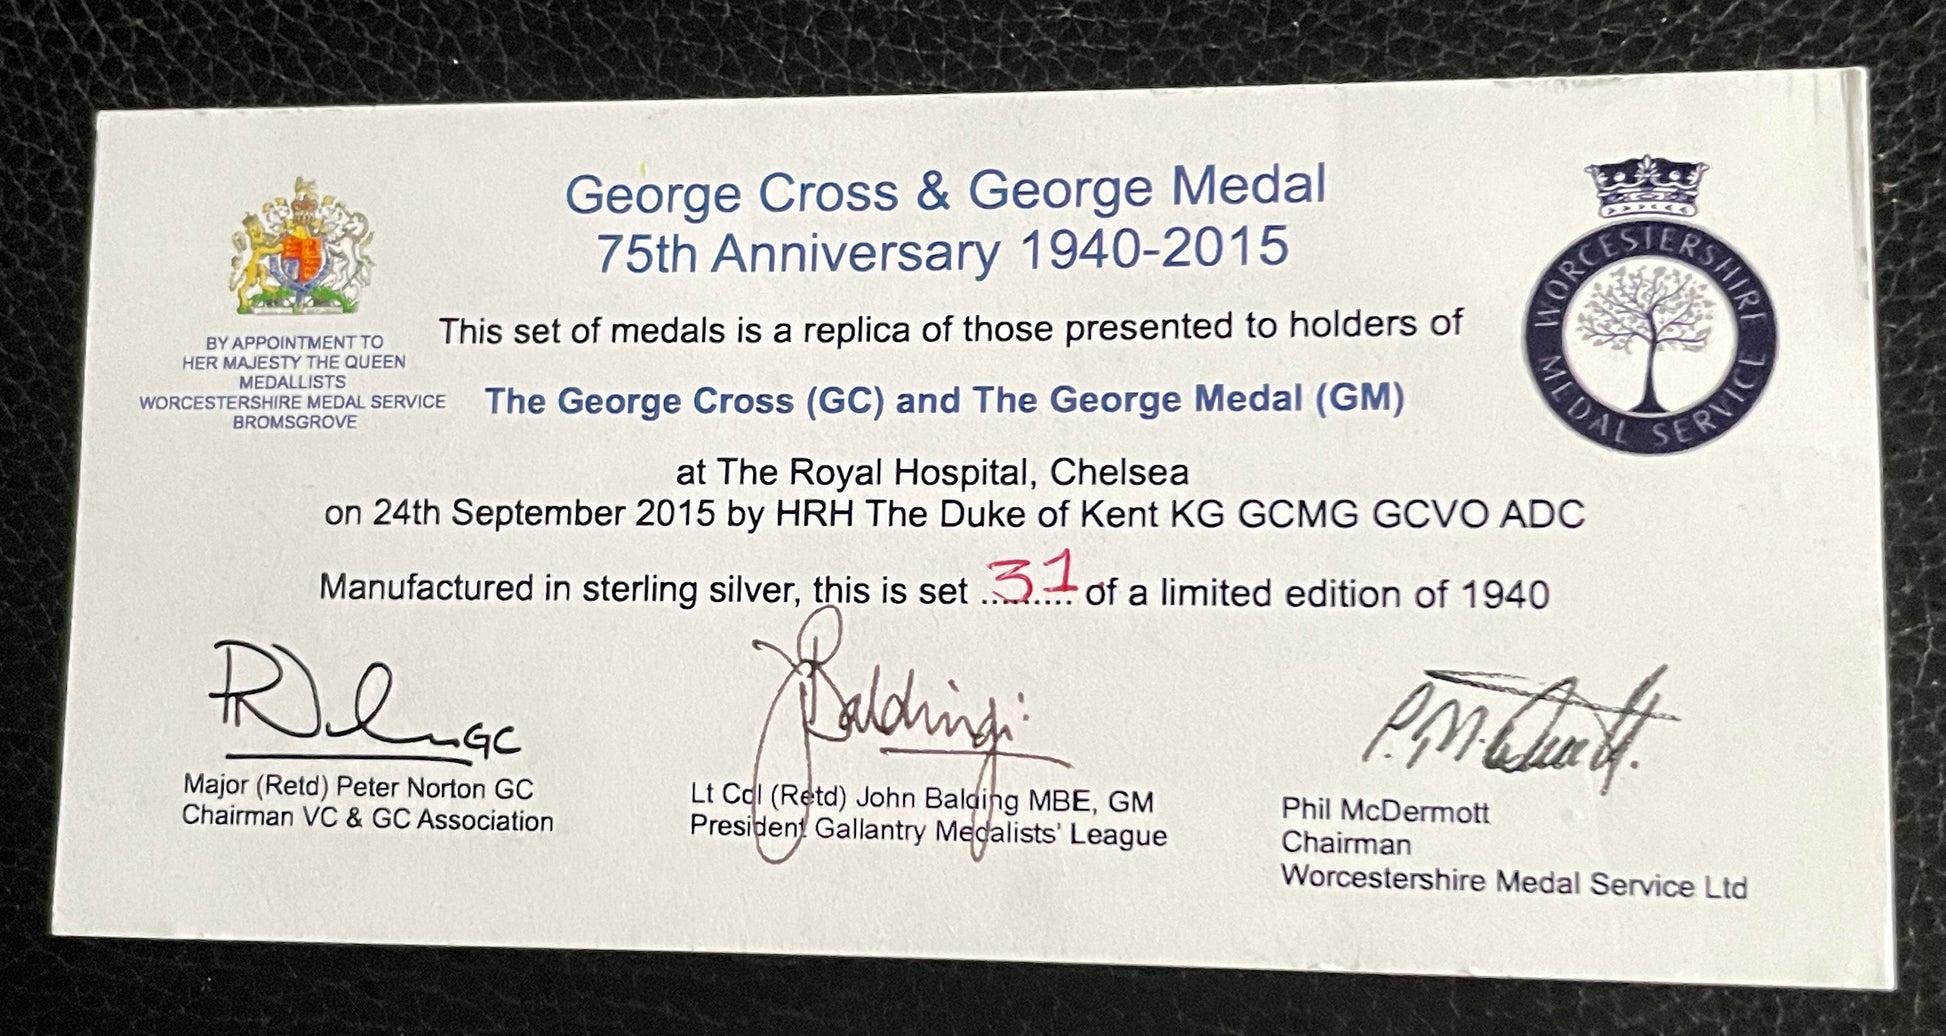 George Cross & George Medal
75th Anniversary 1940-2015
This set of medals is a replica of those presented to holders of
The George Cross (GC) and The George Medal (GM)
at The Royal Hospital, Chelsea
on 24th September 2015 by HRH The Duke of Kent KG GCMG GCVO ADC
Manufactured in sterling silver, this is set ...31... of a limited edition of 1940
BY APPOINTMENT TO
HER MAJESTY THE QUEEN
MEDALLISTS
WORCESTERSHIRE MEDAL SERVICE
BROMSGROVE
WORCESTERSHIRE
MEDAL SERVICE
GC
Major (Retd) Peter Norton GC
Chairman VC & GC Association
JBalding
Lt Col (Retd) John Balding MBE, GM
President Gallantry Medalists' League
P. McDermott.
Phil McDermott
Chairman
Worcestershire Medal Service Ltd